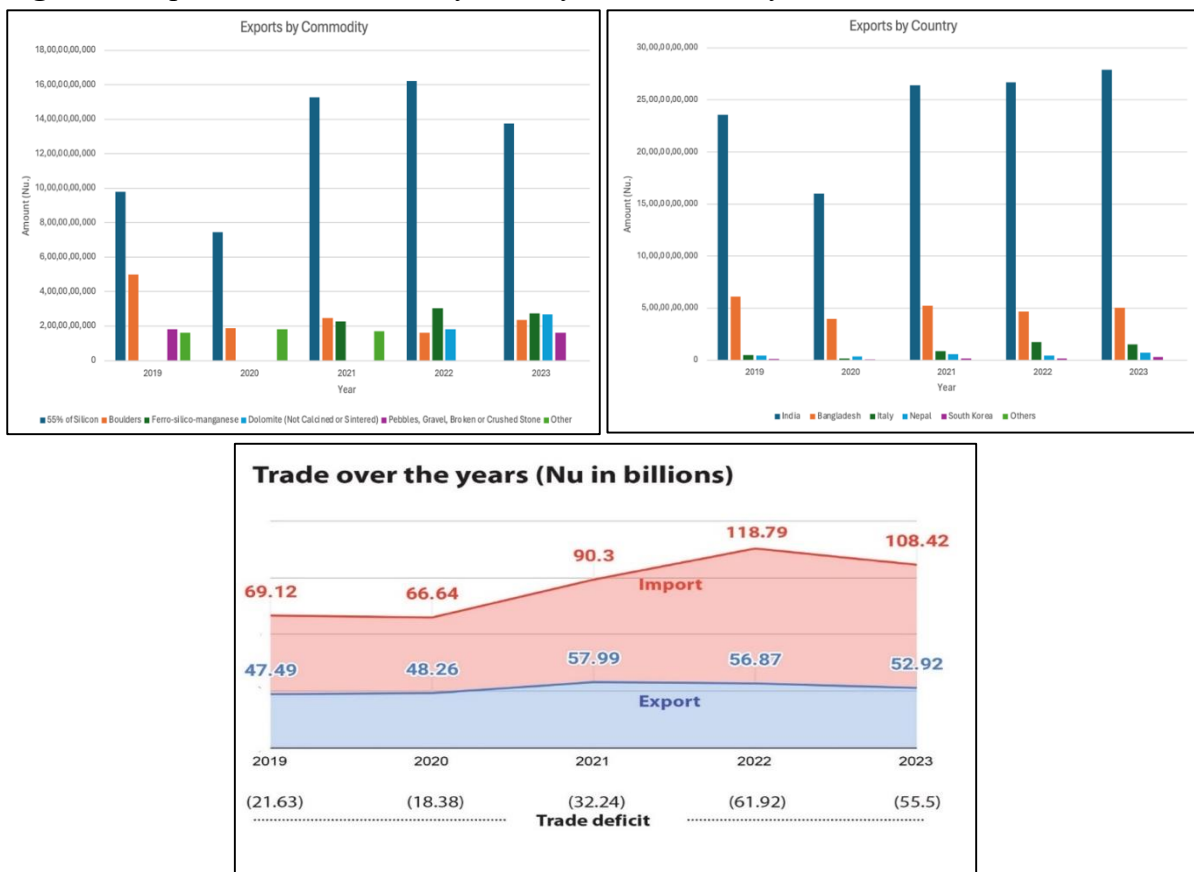 Exports by Commodity
18,00,00,00,000
16,00,00,00,000
14,00,00,00,000
12,00,00,00,000
10,00,00,00,000
8,00,00,00,000
6,00,00,00,000
4,00,00,00,000
2,00,00,00,000
0
Amount (Nu.)
2019 2020 2021 2022 2023
Year
55% of Silicon Boulders Ferro-silico-manganese Dolomite (Not Calcined or Sintered) Pebbles, Gravel, Broken or Crushed Stone Other
Exports by Country
30,00,00,00,000
25,00,00,00,000
20,00,00,00,000
15,00,00,00,000
10,00,00,00,000
5,00,00,00,000
0
Amount (Nu.)
2019 2020 2021 2022 2023
Year
India Bangladesh Italy Nepal South Korea Others
Trade over the years (Nu in billions)
69.12 66.64 90.3 118.79 108.42
Import
47.49 48.26 57.99 56.87 52.92
Export
2019 2020 2021 2022 2023
(21.63) (18.38) (32.24) (61.92) (55.5)
Trade deficit